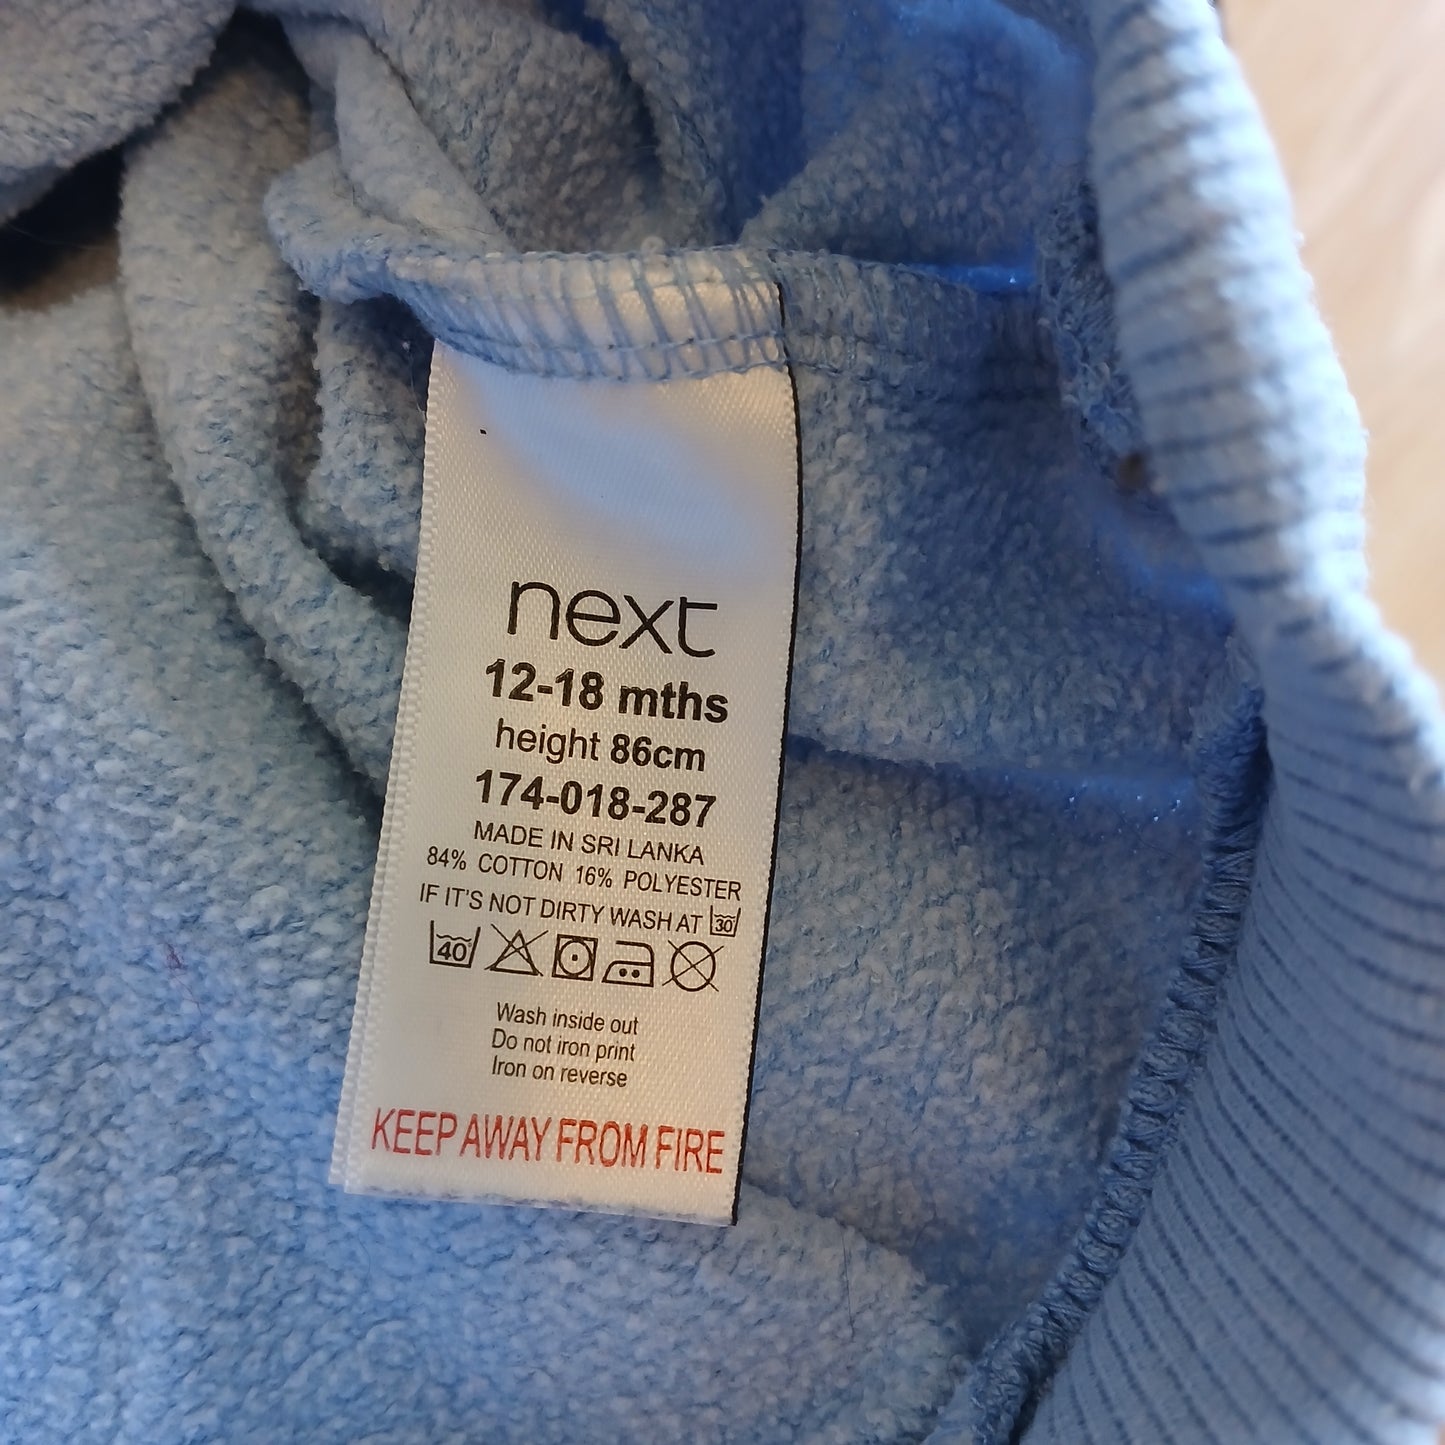 next
12-18 mths
height 86cm
174-018-287
MADE IN SRI LANKA
84% COTTON 16% POLYESTER
IF IT'S NOT DIRTY WASH AT 30
40
Wash inside out
Do not iron print
Iron on reverse
KEEP AWAY FROM FIRE